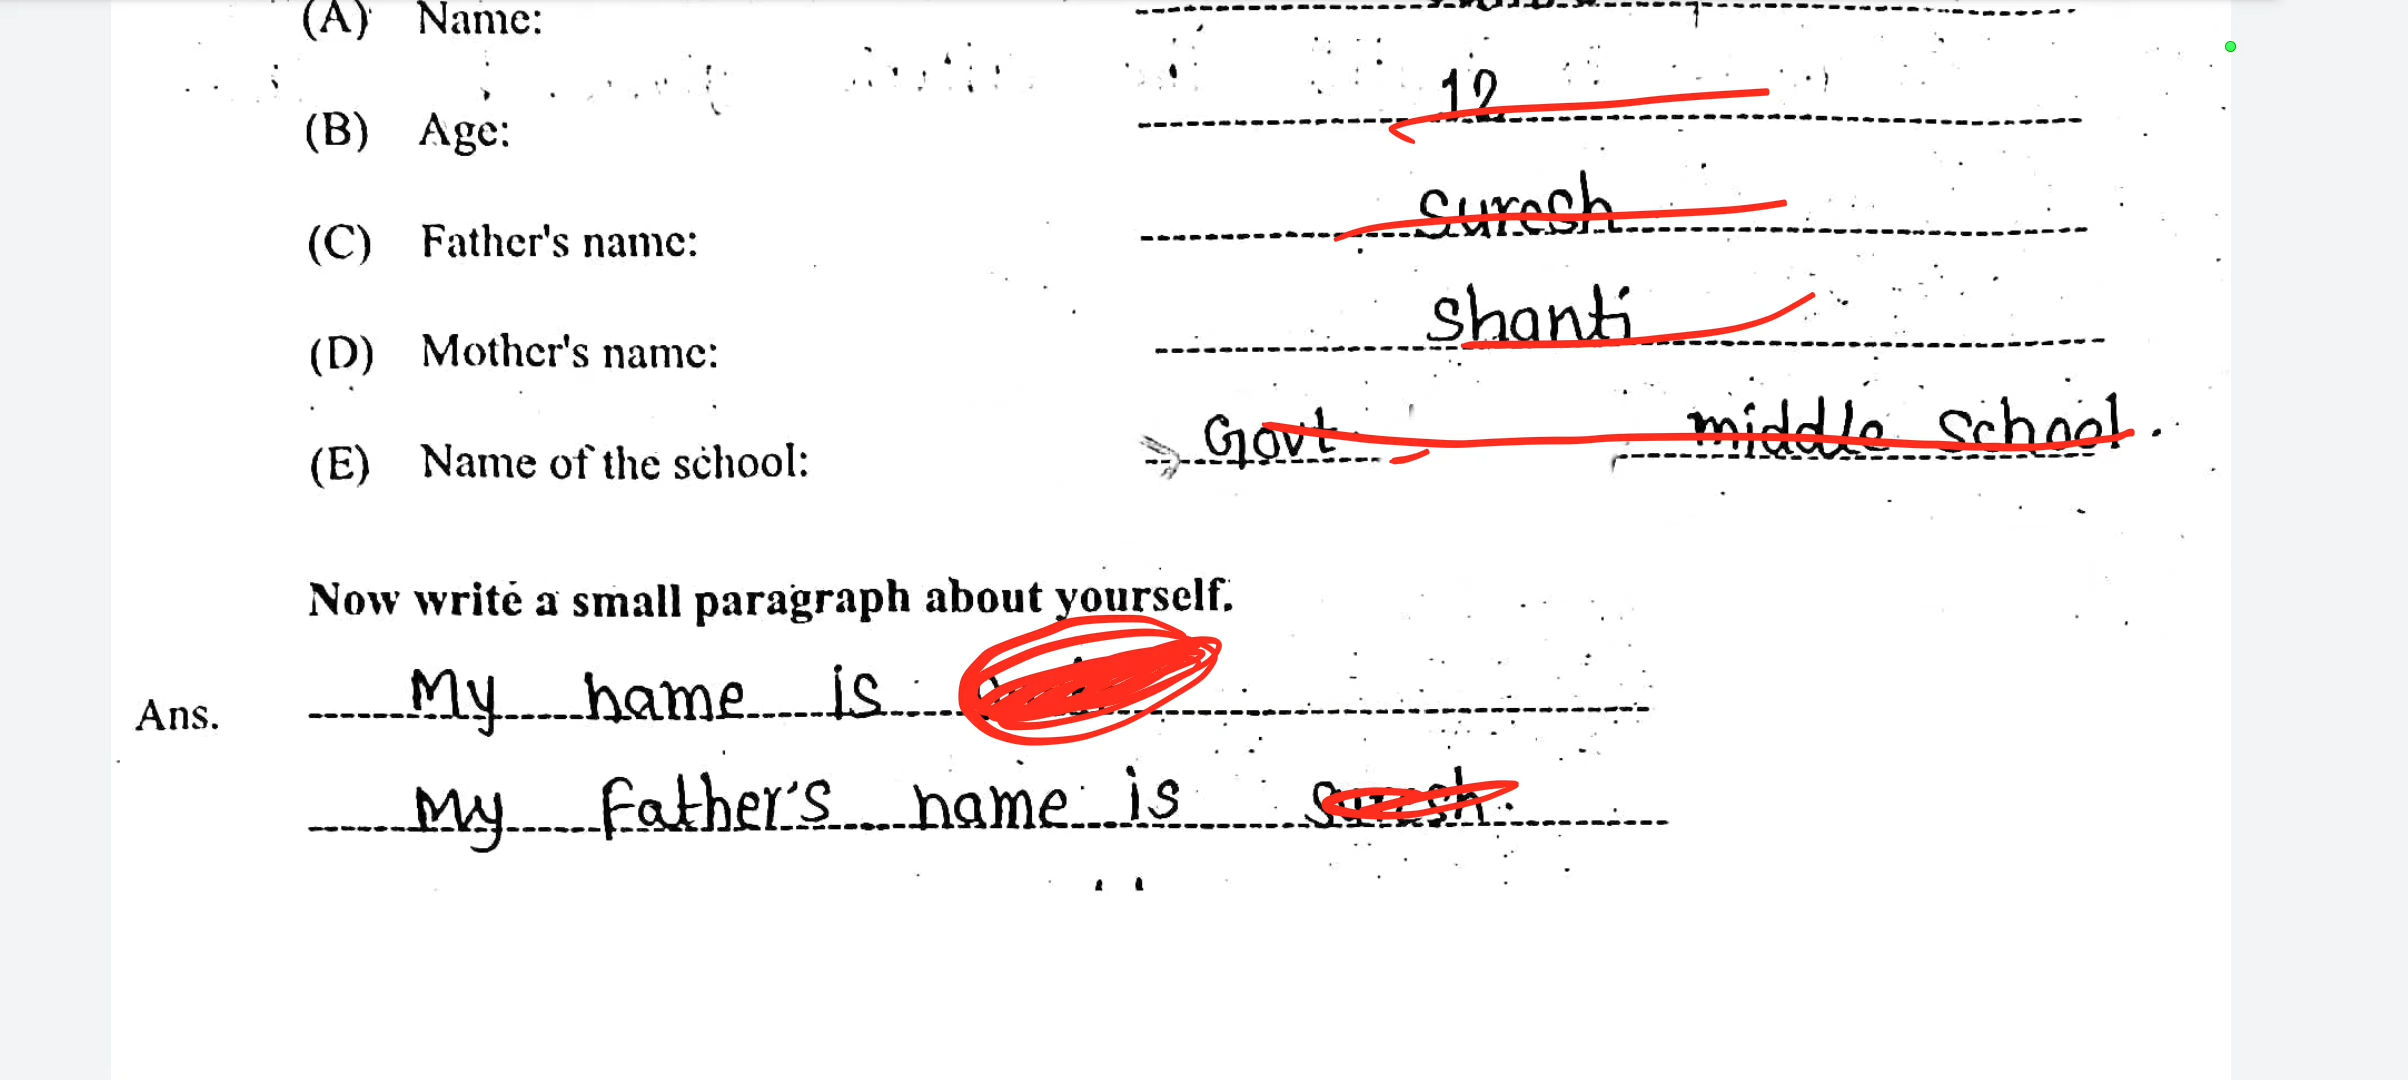 (A) Name:
(B) Age: 12
(C) Father's name: Suresh
(D) Mother's name: Shanti
(E) Name of the school: Govt middle School.
Now write a small paragraph about yourself.
Ans. My name is
My Father's name is Suresh.